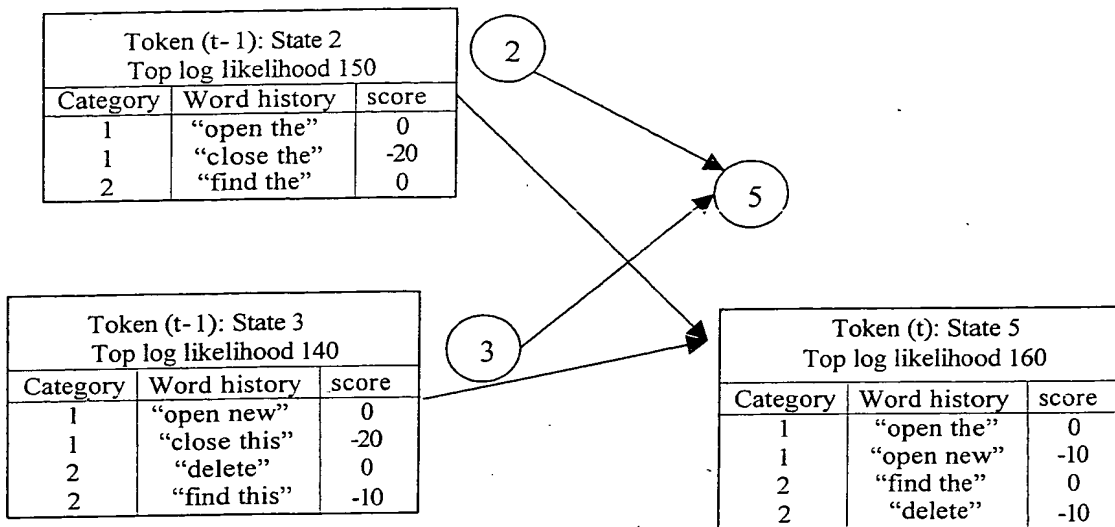 Token (t-1): State 2
Top log likelihood 150
Category Word history score
1 “open the” 0
1 “close the” -20
2 “find the” 0
2
5
Token (t-1): State 3
Top log likelihood 140
Category Word history score
1 “open new” 0
1 “close this” -20
2 “delete” 0
2 “find this” -10
3
Token (t): State 5
Top log likelihood 160
Category Word history score
1 “open the” 0
1 “open new” -10
2 “find the” 0
2 “delete” -10